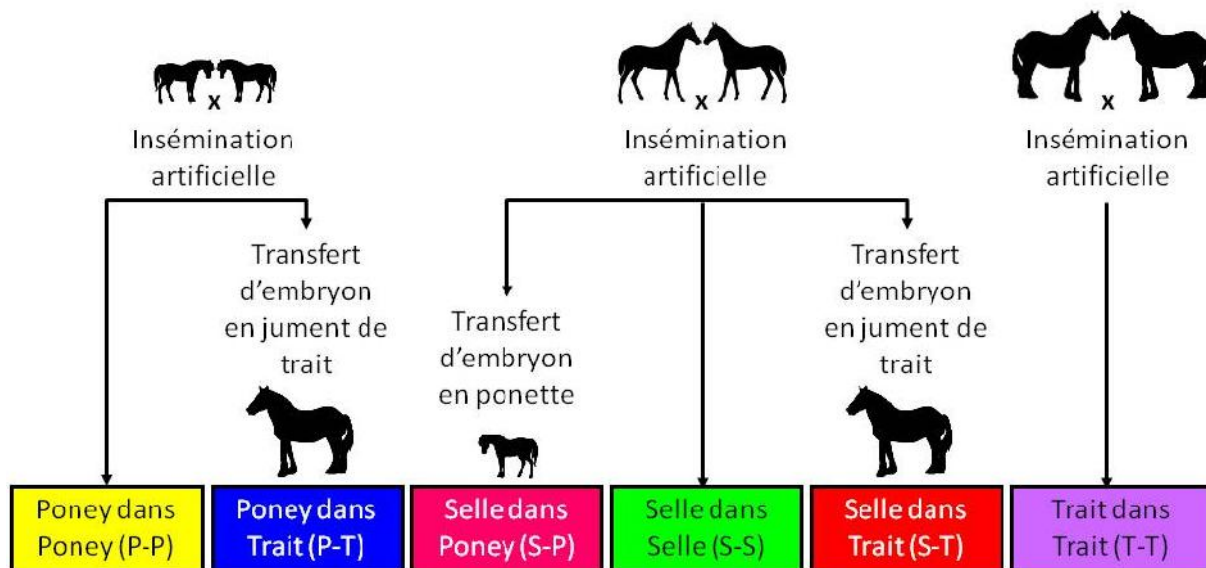 x
Insémination
artificielle
x
Insémination
artificielle
x
Insémination
artificielle
Transfert
d'embryon
en jument de
trait
Transfert
d'embryon
en ponette
Transfert
d'embryon
en jument de
trait
Poney dans
Poney (P-P)
Poney dans
Trait (P-T)
Selle dans
Poney (S-P)
Selle dans
Selle (S-S)
Selle dans
Trait (S-T)
Trait dans
Trait (T-T)